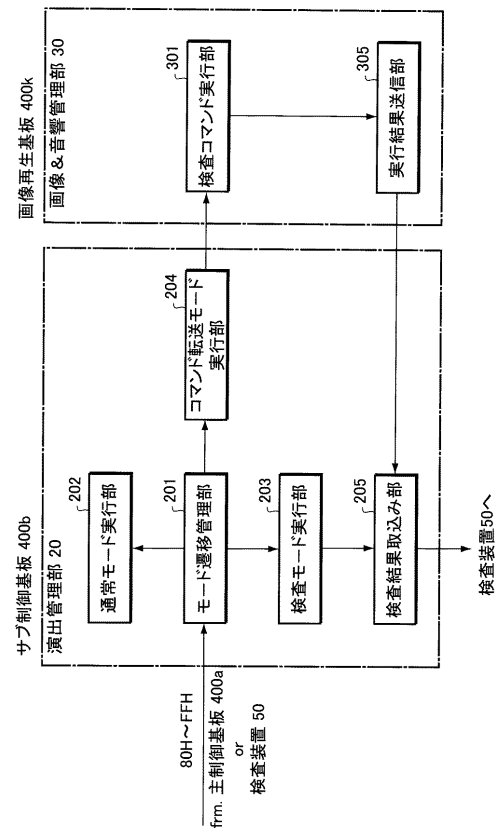 サブ制御基板 400b
演出管理部 20
画像再生基板 400k
画像&音響管理部 30
202
通常モード実行部
80H～FFH
frm. 主制御基板 400a
or
検査装置 50
201
モード遷移管理部
204
コマンド転送モード
実行部
301
検査コマンド実行部
203
検査モード実行部
205
検査結果取込み部
305
実行結果送信部
検査装置50へ